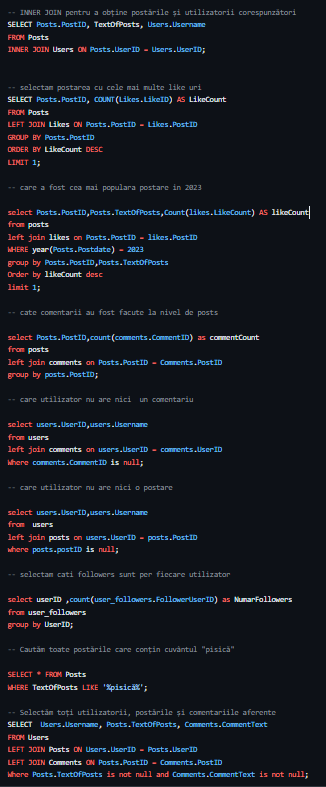 -- INNER JOIN pentru a obține postările și utilizatorii corespunzători
SELECT Posts.PostID, TextOfPosts, Users.Username
FROM Posts
INNER JOIN Users ON Posts.UserID = Users.UserID;
-- selectam postarea cu cele mai multe like uri
SELECT Posts.PostID, COUNT(Likes.LikeID) AS LikeCount
FROM Posts
LEFT JOIN Likes ON Posts.PostID = Likes.PostID
GROUP BY Posts.PostID
ORDER BY LikeCount DESC
LIMIT 1;
-- care a fost cea mai populara postare in 2023
select Posts.PostID,Posts.TextOfPosts,Count(likes.LikeCount) AS likeCount
from posts
left join likes on Posts.PostID = likes.PostID
WHERE year(Posts.Postdate) = 2023
group by Posts.PostID,Posts.TextOfPosts
Order by likeCount desc
limit 1;
-- cate comentarii au fost facute la nivel de posts
select Posts.PostID,count(comments.CommentID) as commentCount
from posts
left join comments on Posts.PostID = Comments.PostID
group by posts.PostID;
-- care utilizator nu are nici  un comentariu
select users.UserID,users.Username
from users
left join comments on users.UserID = comments.UserID
Where comments.CommentID is null;
-- care utilizator nu are nici o postare
select users.UserID,users.Username
from  users
left join posts on users.UserID = posts.PostID
where posts.postID is null;
-- selectam cati followers sunt per fiecare utilizator
select userID ,count(user_followers.FollowerUserID) as NumarFollowers
from user_followers
group by UserID;
-- Căutăm toate postările care conțin cuvântul "pisică"
SELECT * FROM Posts
WHERE TextOfPosts LIKE '%pisică%';
-- Selectăm toți utilizatorii, postările și comentariile aferente
SELECT  Users.Username, Posts.TextOfPosts, Comments.CommentText
FROM Users
LEFT JOIN Posts ON Users.UserID = Posts.UserID
LEFT JOIN Comments ON Posts.PostID = Comments.PostID
Where Posts.TextOfPosts is not null and Comments.CommentText is not null;